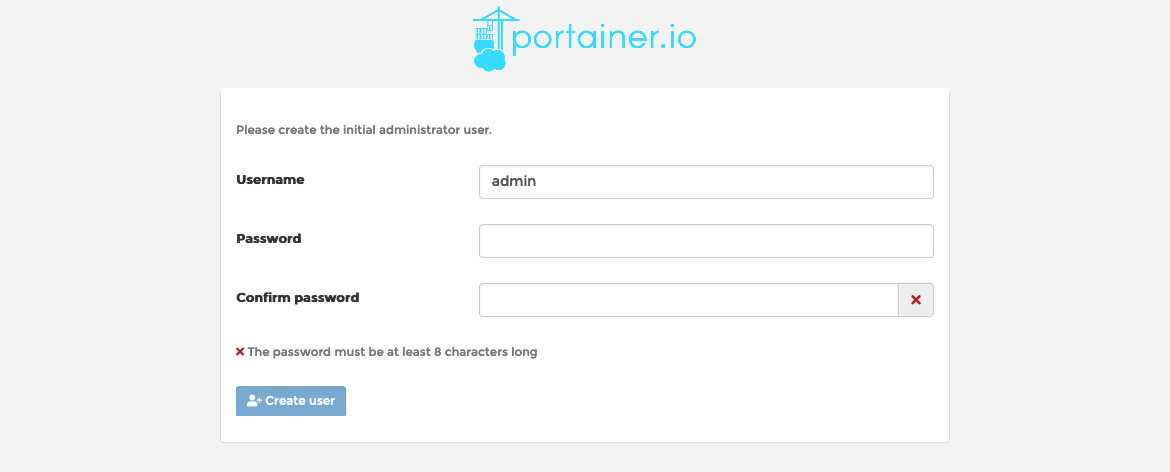 portainer.io
Please create the initial administrator user.
Username
admin
Password
Confirm password
The password must be at least 8 characters long
Create user